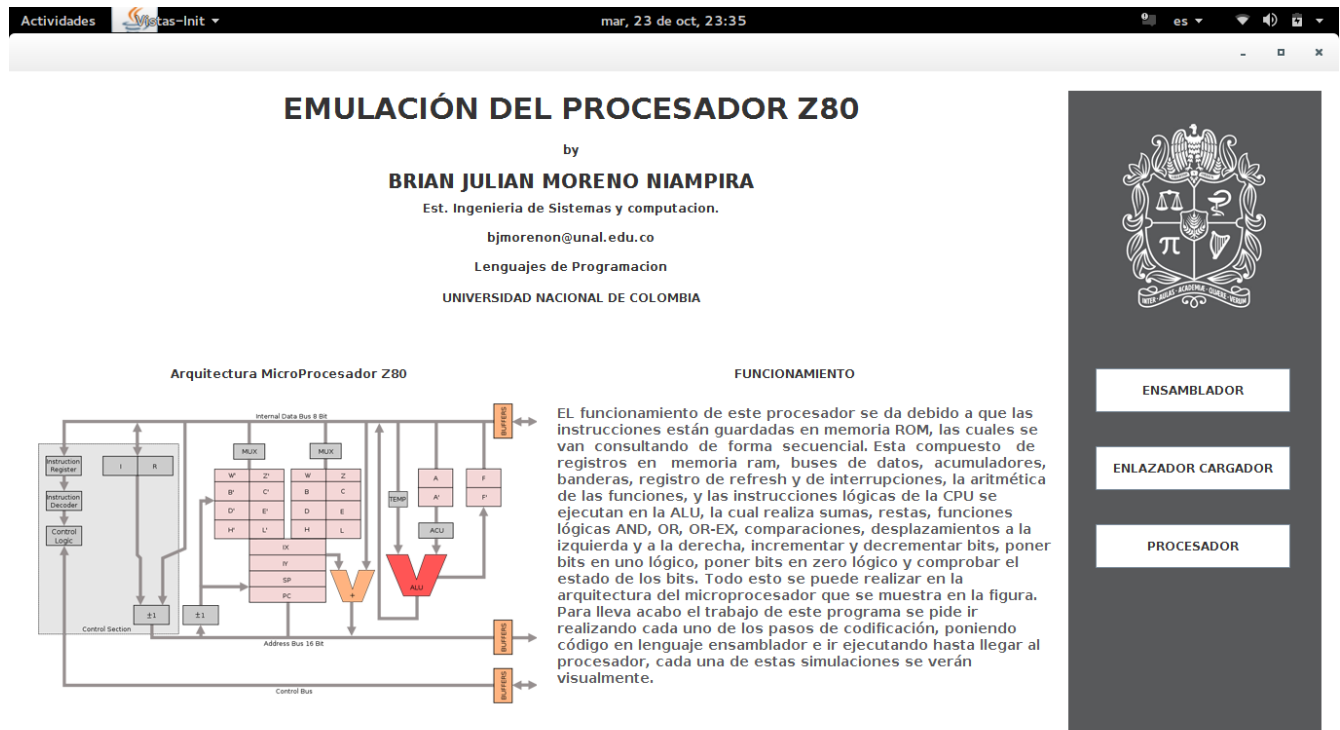 Actividades
Vistas-Init
mar, 23 de oct, 23:35
es
EMULACIÓN DEL PROCESADOR Z80
by
BRIAN JULIAN MORENO NIAMPIRA
Est. Ingenieria de Sistemas y computacion.
bjmorenon@unal.edu.co
Lenguajes de Programacion
UNIVERSIDAD NACIONAL DE COLOMBIA
Arquitectura MicroProcesador Z80
Internal Data Bus 8 Bit
BUFFERS
MUX
MUX
Instruction
Register
I R
W' Z' W Z
A F
B' C' B C
TEMP A' F'
Instruction
Decoder
D' E' D E
H' L' H L
ACU
Control
Logic
IX
IY
SP
PC
+
ALU
±1
±1
Control Section
Address Bus 16 Bit
BUFFERS
Control Bus
BUFFERS
FUNCIONAMIENTO
EL funcionamiento de este procesador se da debido a que las
instrucciones están guardadas en memoria ROM, las cuales se
van consultando de forma secuencial. Esta compuesto de
registros en memoria ram, buses de datos, acumuladores,
banderas, registro de refresh y de interrupciones, la aritmética
de las funciones, y las instrucciones lógicas de la CPU se
ejecutan en la ALU, la cual realiza sumas, restas, funciones
lógicas AND, OR, OR-EX, comparaciones, desplazamientos a la
izquierda y a la derecha, incrementar y decrementar bits, poner
bits en uno lógico, poner bits en zero lógico y comprobar el
estado de los bits. Todo esto se puede realizar en la
arquitectura del microprocesador que se muestra en la figura.
Para lleva acabo el trabajo de este programa se pide ir
realizando cada uno de los pasos de codificación, poniendo
código en lenguaje ensamblador e ir ejecutando hasta llegar al
procesador, cada una de estas simulaciones se verán
visualmente.
π
INTER · AULAS · ACADEMIÆ · QUÆRE · VERUM
ENSAMBLADOR
ENLAZADOR CARGADOR
PROCESADOR